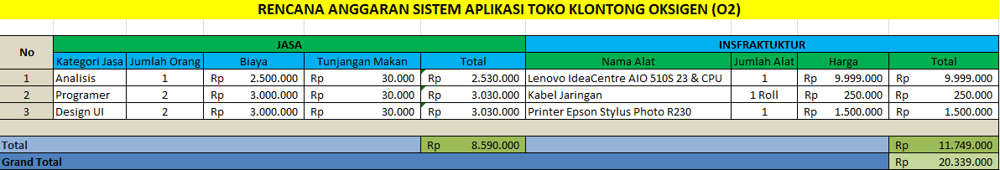 RENCANA ANGGARAN SISTEM APLIKASI TOKO KLONTONG OKSIGEN (O2)
No JASA INSFRAKTUKTUR
Kategori Jasa Jumlah Orang Biaya Tunjangan Makan Total Nama Alat Jumlah Alat Harga Total
1 Analisis 1 Rp 2.500.000 Rp 30.000 Rp 2.530.000 Lenovo IdeaCentre AIO 510S 23 & CPU 1 Rp 9.999.000 Rp 9.999.000
2 Programer 2 Rp 3.000.000 Rp 30.000 Rp 3.030.000 Kabel Jaringan 1 Roll Rp 250.000 Rp 250.000
3 Design UI 2 Rp 3.000.000 Rp 30.000 Rp 3.030.000 Printer Epson Stylus Photo R230 1 Rp 1.500.000 Rp 1.500.000
Total Rp 8.590.000 Rp 11.749.000
Grand Total Rp 20.339.000